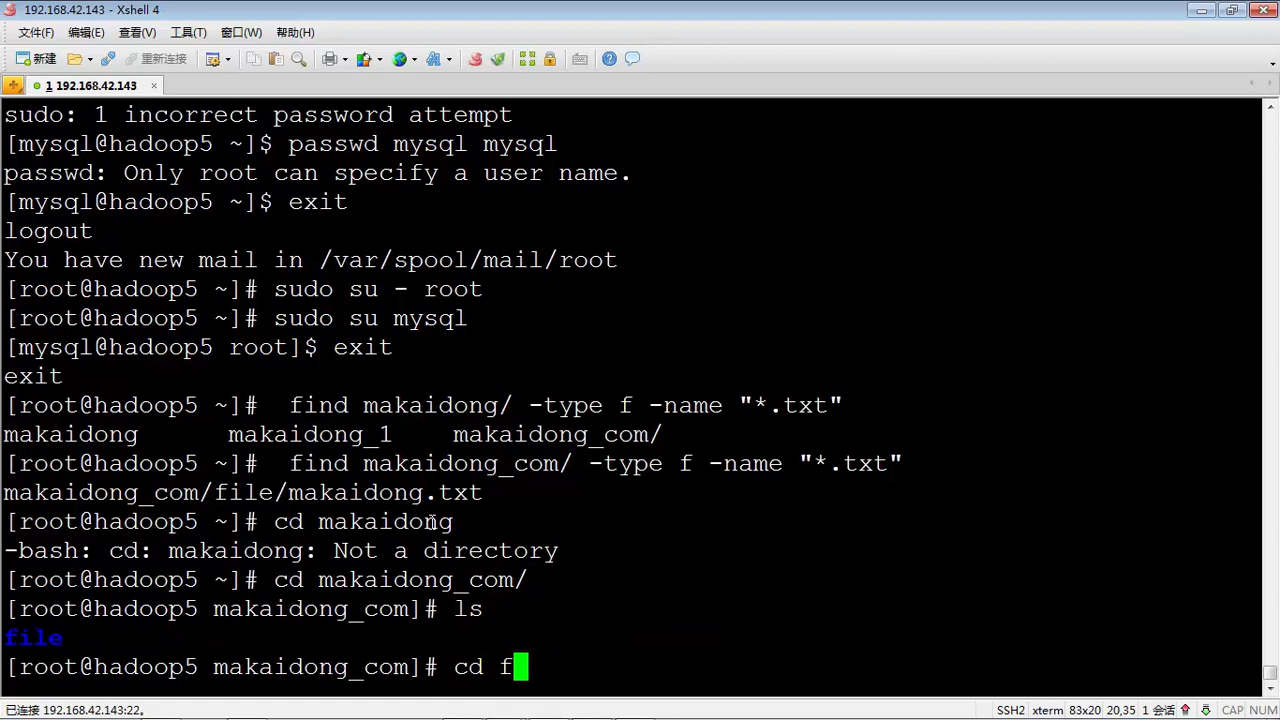 192.168.42.143 - Xshell 4
文件(F) 编辑(E) 查看(V) 工具(T) 窗口(W) 帮助(H)
新建 重新连接
1 192.168.42.143 ×
sudo: 1 incorrect password attempt
[mysql@hadoop5 ~]$ passwd mysql mysql
passwd: Only root can specify a user name.
[mysql@hadoop5 ~]$ exit
logout
You have new mail in /var/spool/mail/root
[root@hadoop5 ~]# sudo su - root
[root@hadoop5 ~]# sudo su mysql
[mysql@hadoop5 root]$ exit
exit
[root@hadoop5 ~]#  find makaidong/ -type f -name "*.txt"
makaidong      makaidong_1    makaidong_com/
[root@hadoop5 ~]#  find makaidong_com/ -type f -name "*.txt"
makaidong_com/file/makaidong.txt
[root@hadoop5 ~]# cd makaidong
-bash: cd: makaidong: Not a directory
[root@hadoop5 ~]# cd makaidong_com/
[root@hadoop5 makaidong_com]# ls
file
[root@hadoop5 makaidong_com]# cd f
已连接 192.168.42.143:22。 SSH2 xterm 83x20 20,35 1 会话 CAP NUM